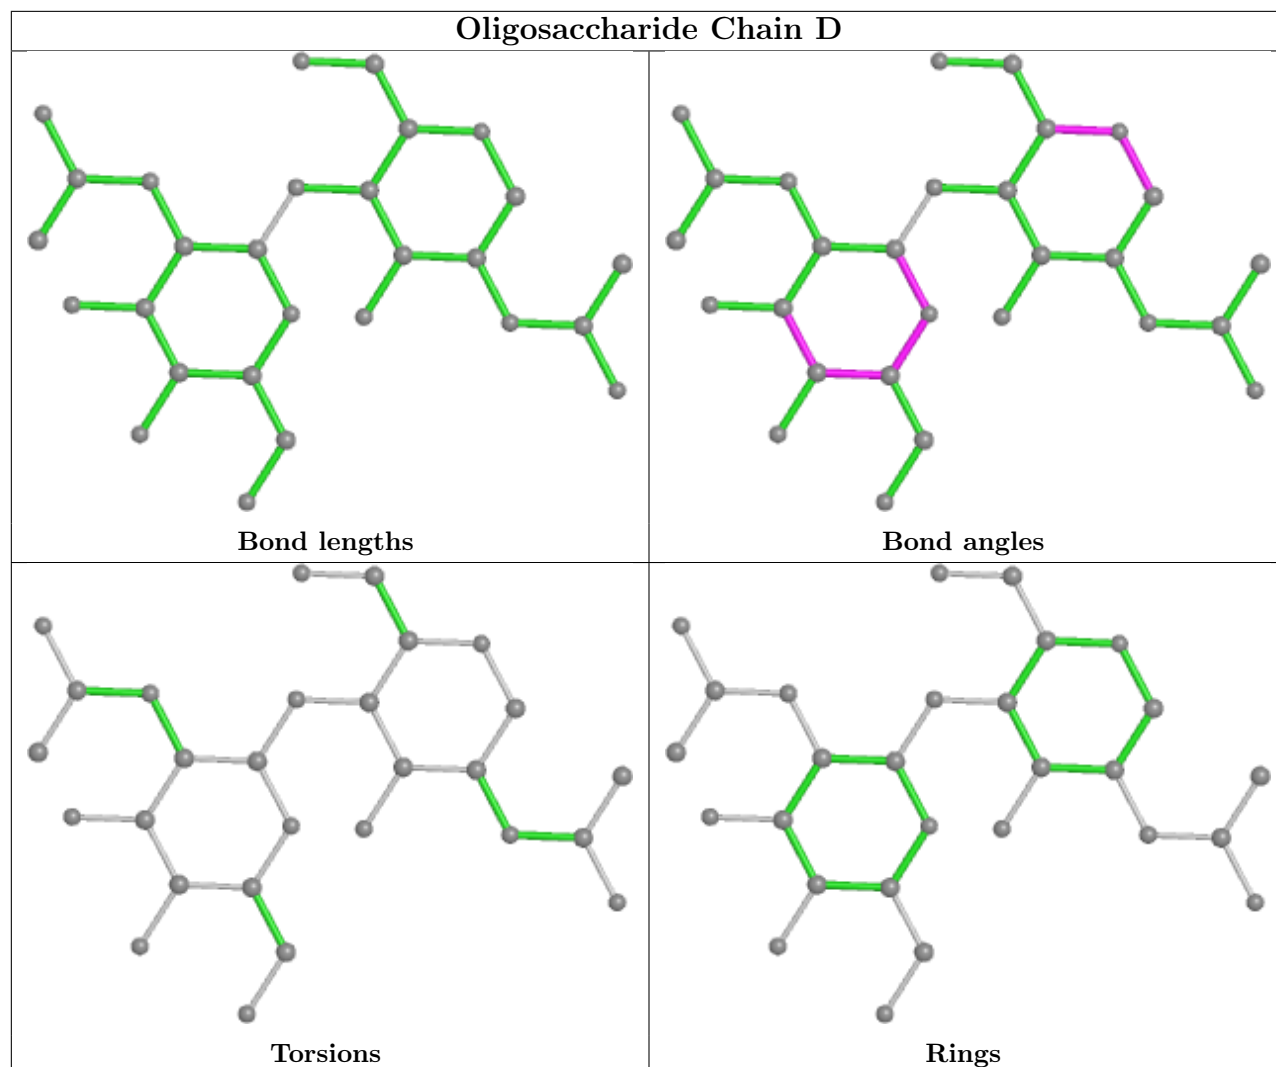 Oligosaccharide Chain D
Bond lengths
Bond angles
Torsions
Rings